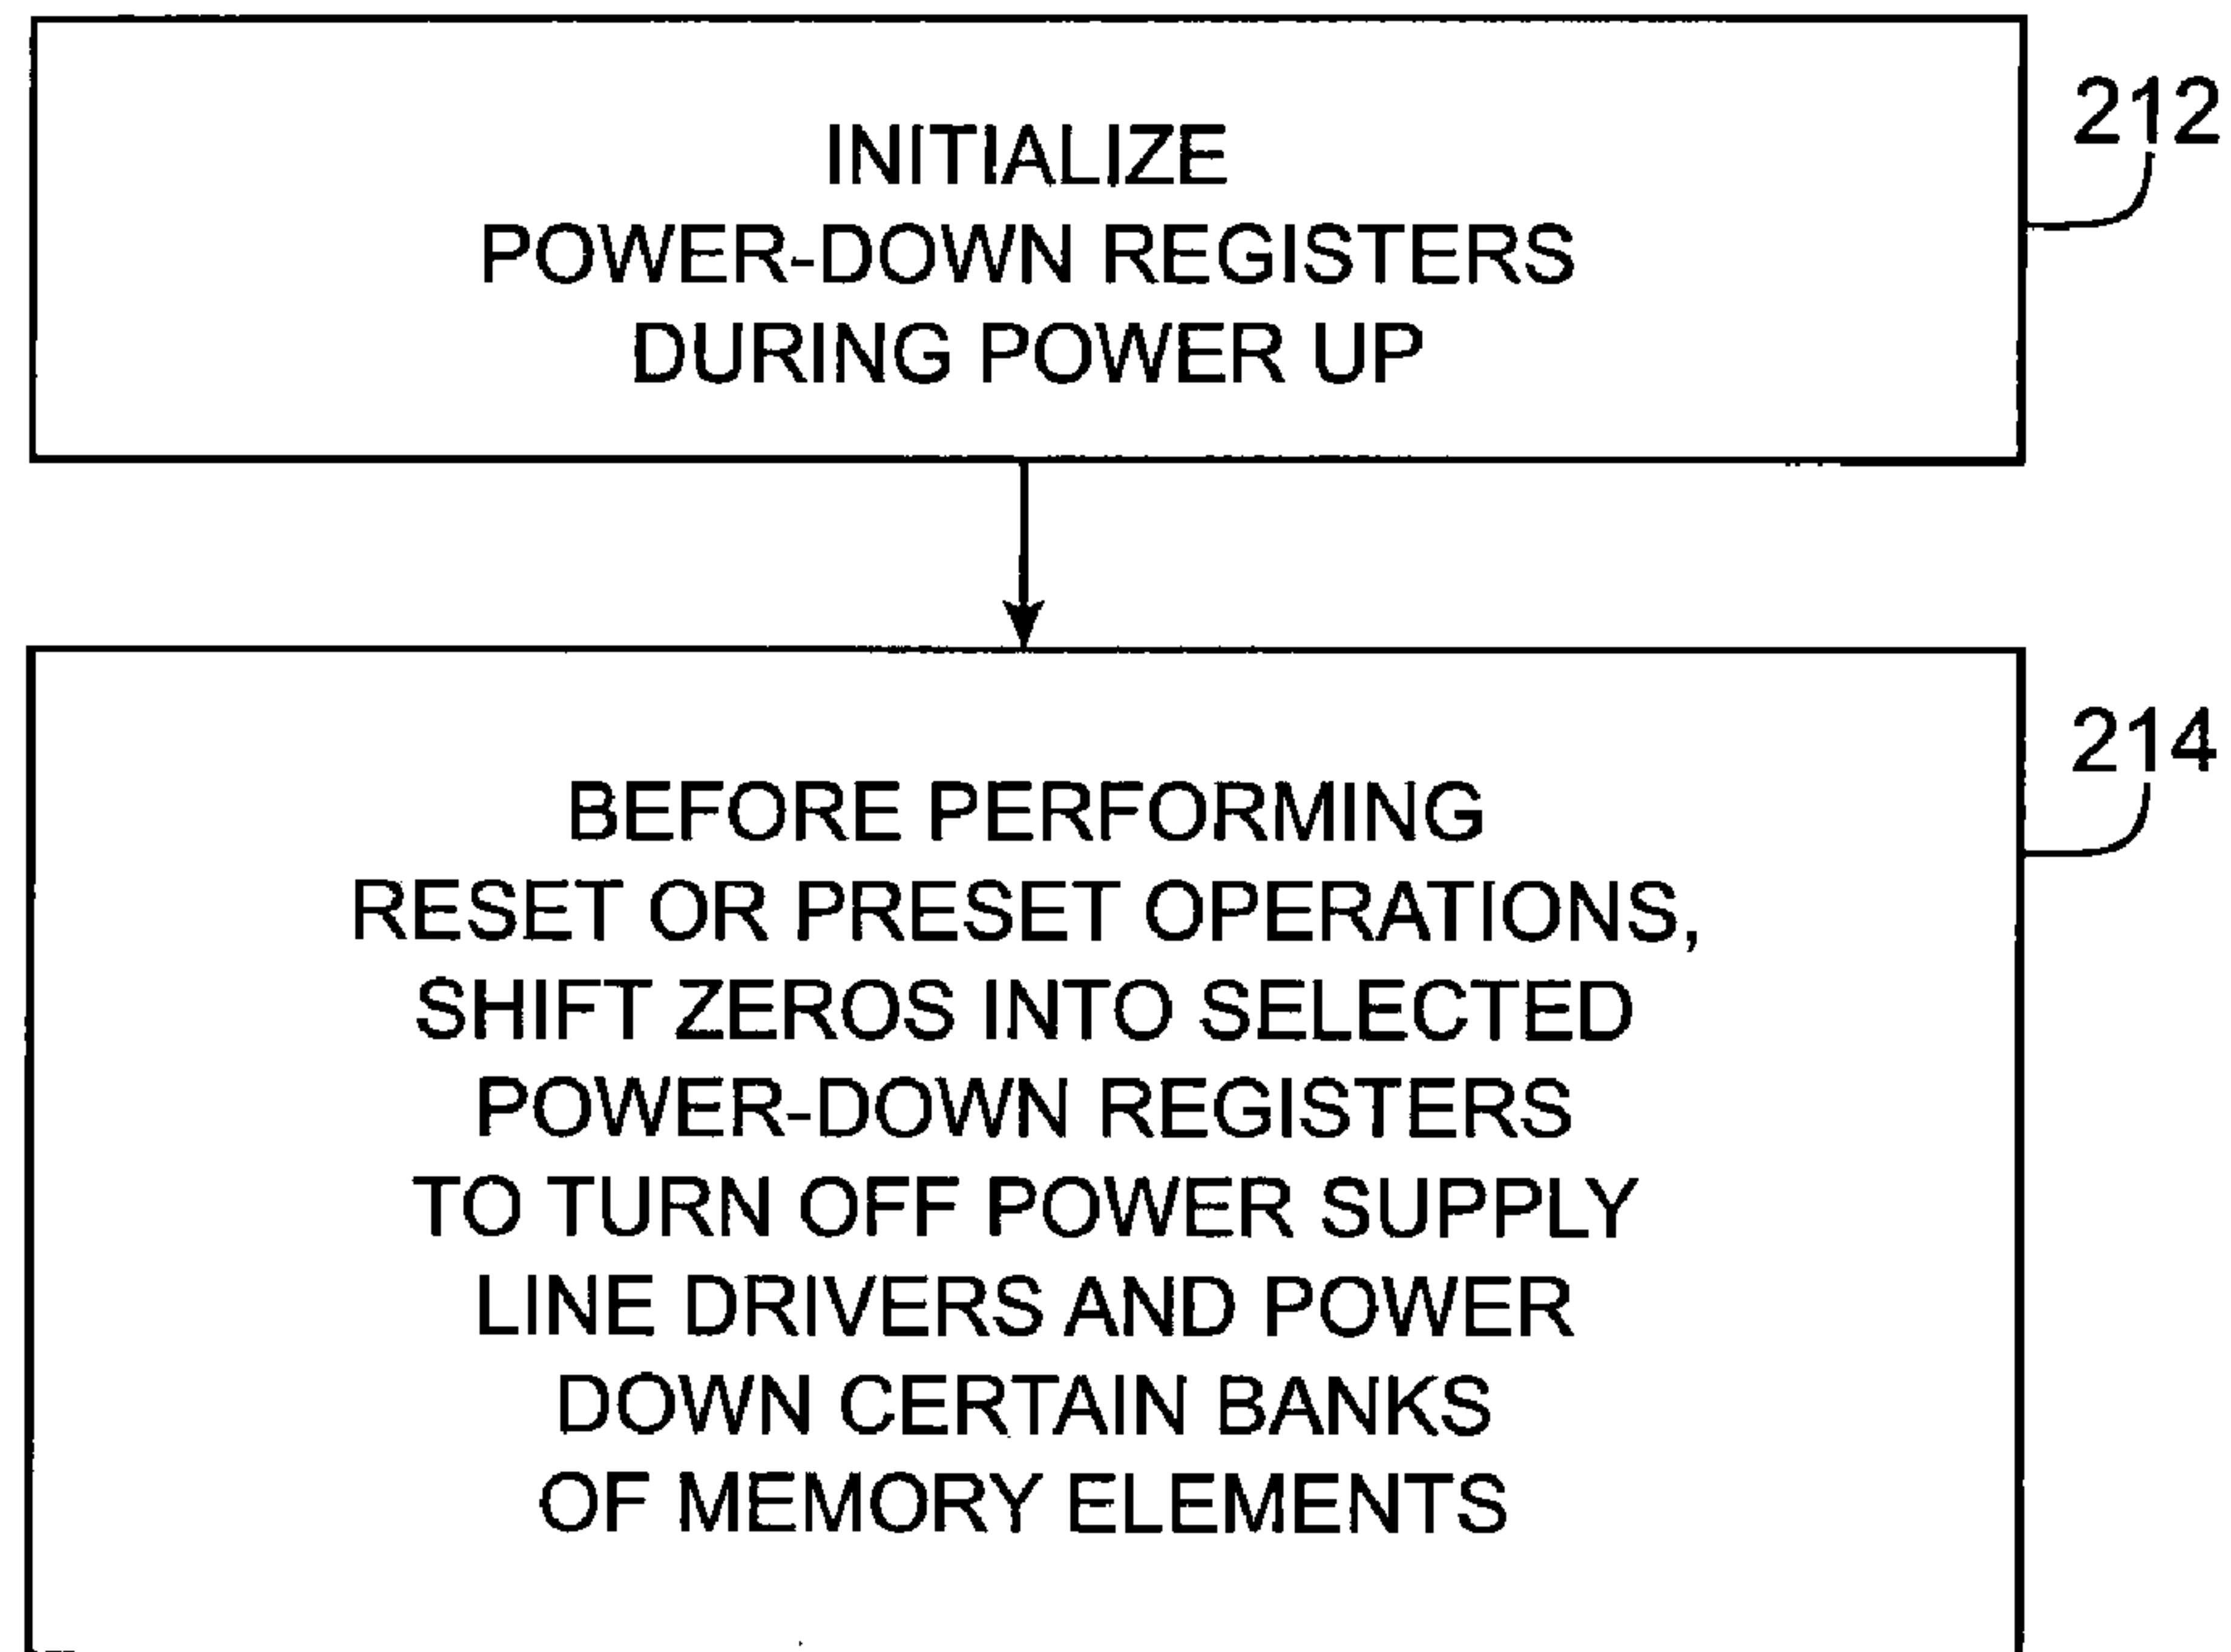 INITIALIZE
POWER-DOWN REGISTERS
DURING POWER UP
212
BEFORE PERFORMING
RESET OR PRESET OPERATIONS,
SHIFT ZEROS INTO SELECTED
POWER-DOWN REGISTERS
TO TURN OFF POWER SUPPLY
LINE DRIVERS AND POWER
DOWN CERTAIN BANKS
OF MEMORY ELEMENTS
214